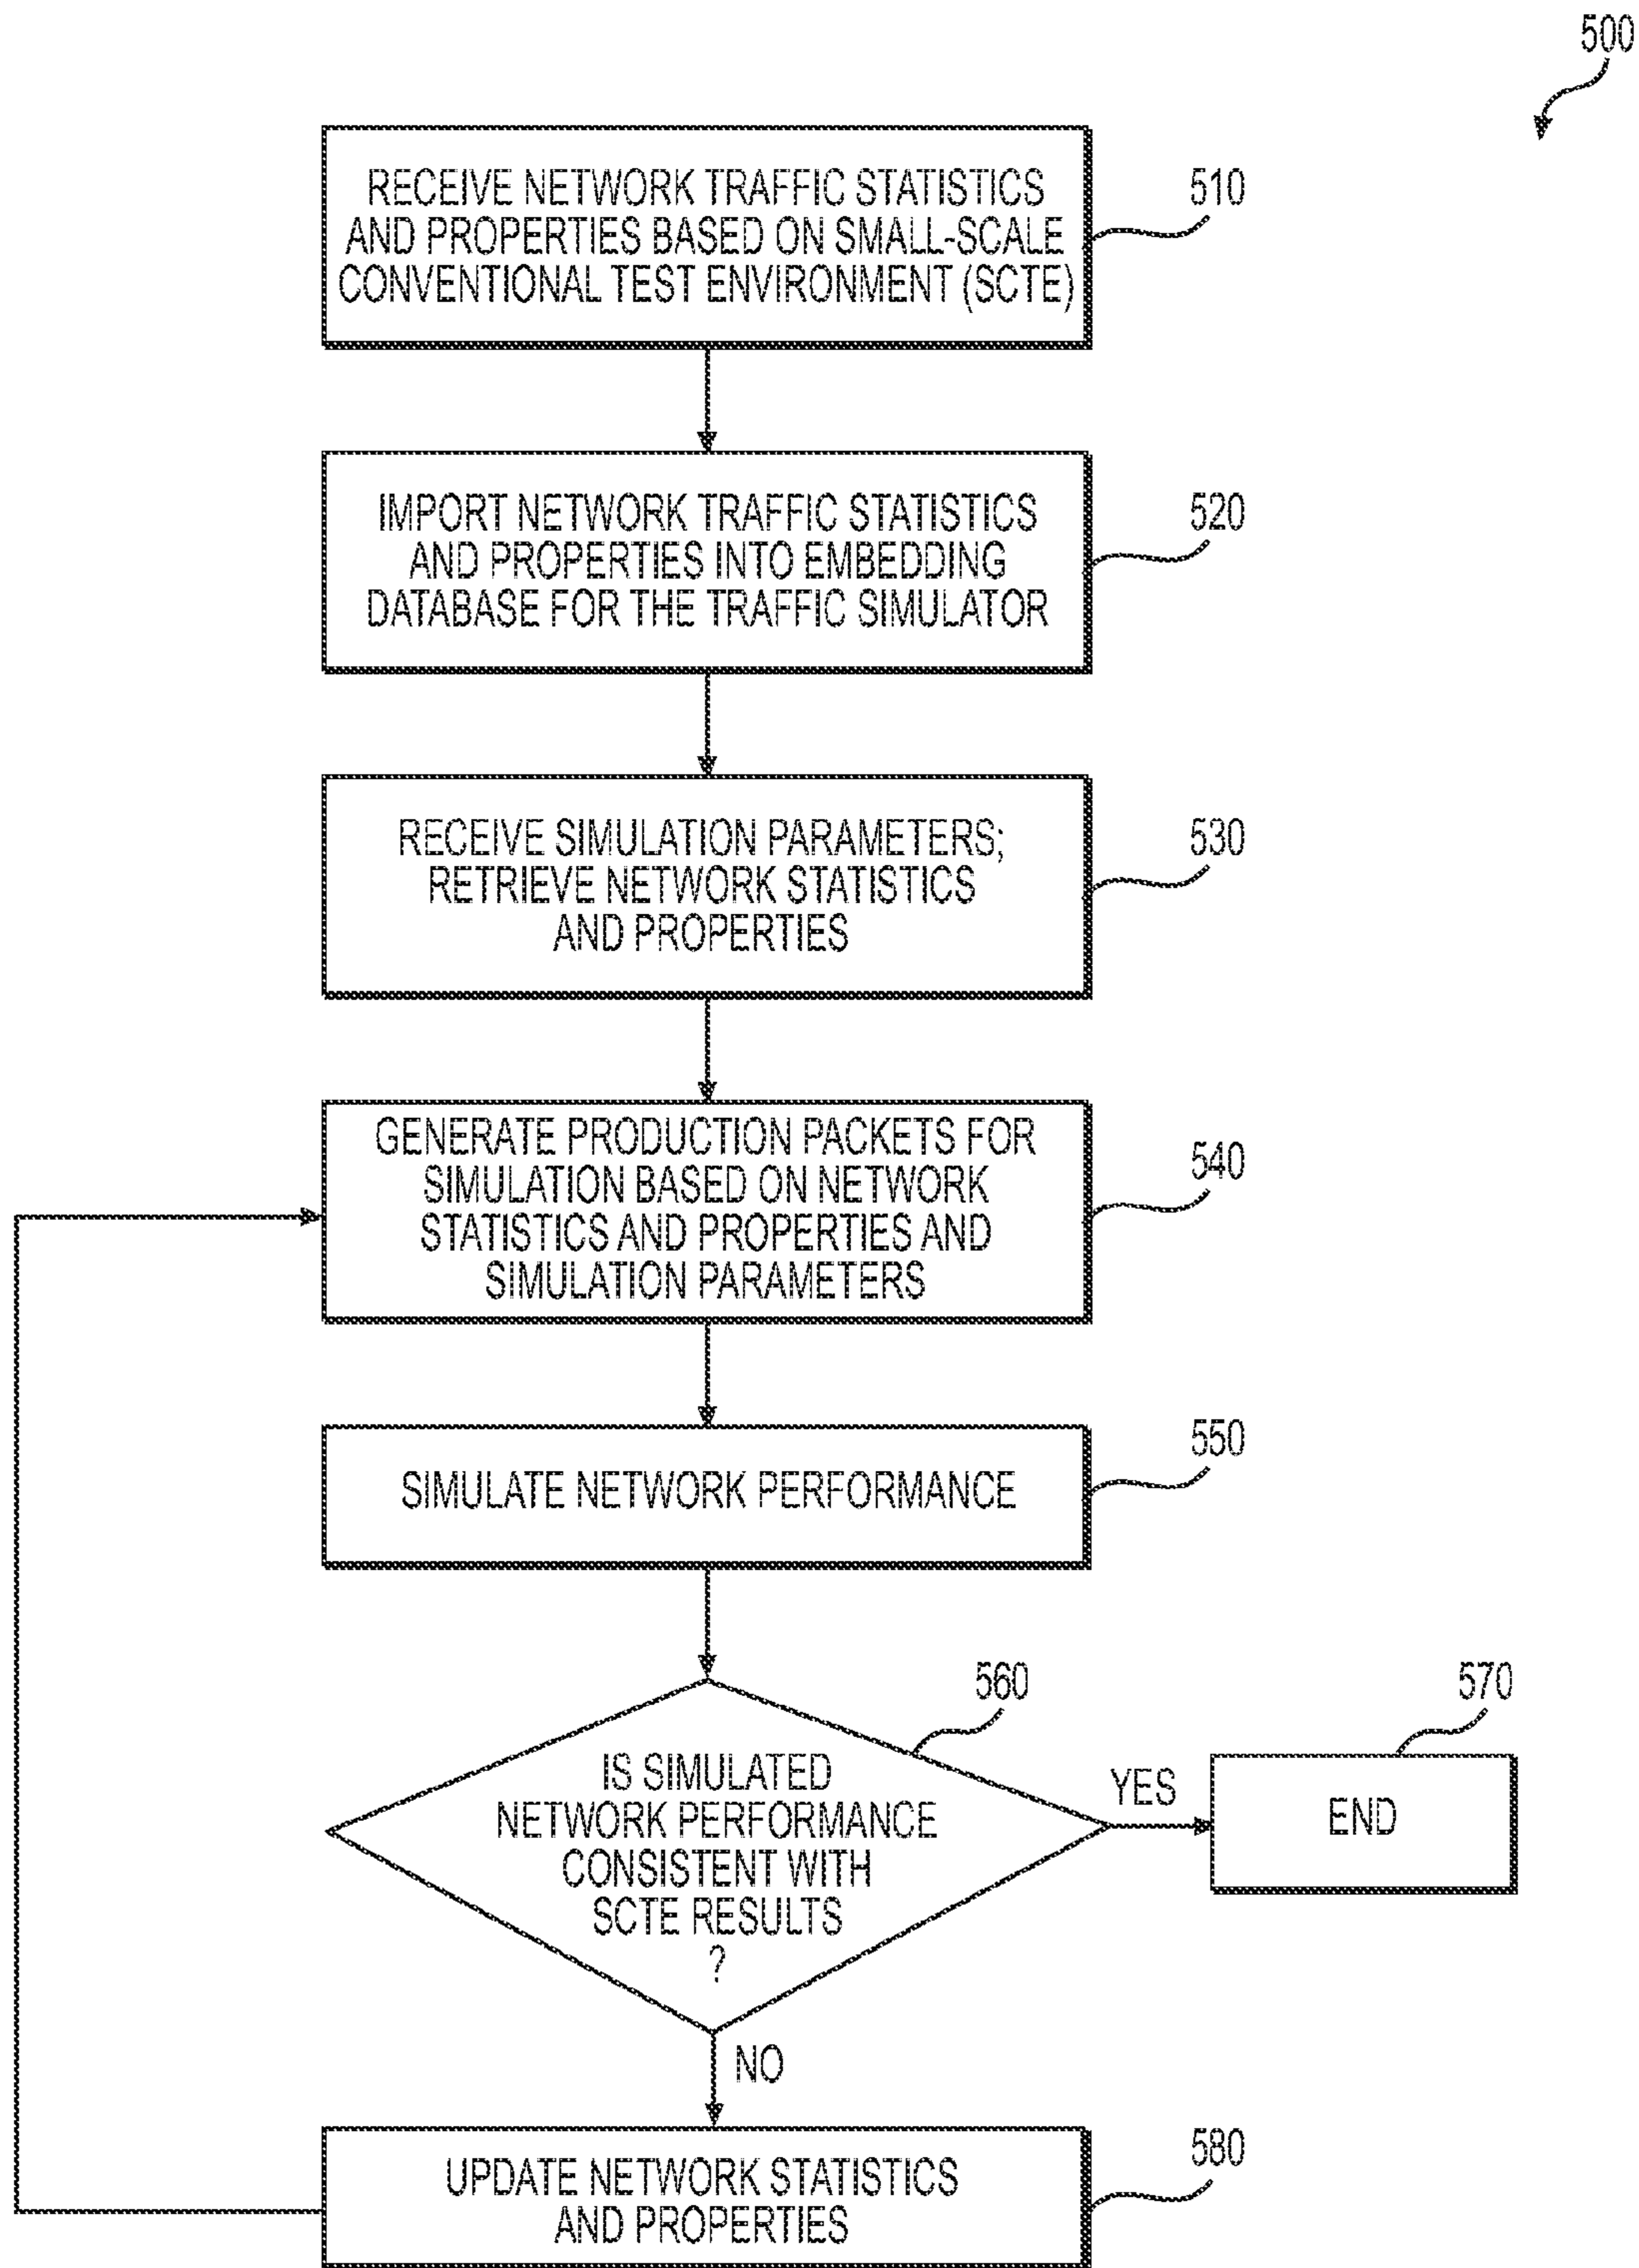 500
RECEIVE NETWORK TRAFFIC STATISTICS
AND PROPERTIES BASED ON SMALL-SCALE
CONVENTIONAL TEST ENVIRONMENT (SCTE)
510
IMPORT NETWORK TRAFFIC STATISTICS
AND PROPERTIES INTO EMBEDDING
DATABASE FOR THE TRAFFIC SIMULATOR
520
RECEIVE SIMULATION PARAMETERS;
RETRIEVE NETWORK STATISTICS
AND PROPERTIES
530
GENERATE PRODUCTION PACKETS FOR
SIMULATION BASED ON NETWORK
STATISTICS AND PROPERTIES AND
SIMULATION PARAMETERS
540
SIMULATE NETWORK PERFORMANCE
550
IS SIMULATED
NETWORK PERFORMANCE
CONSISTENT WITH
SCTE RESULTS
?
560
YES
END
570
NO
UPDATE NETWORK STATISTICS
AND PROPERTIES
580